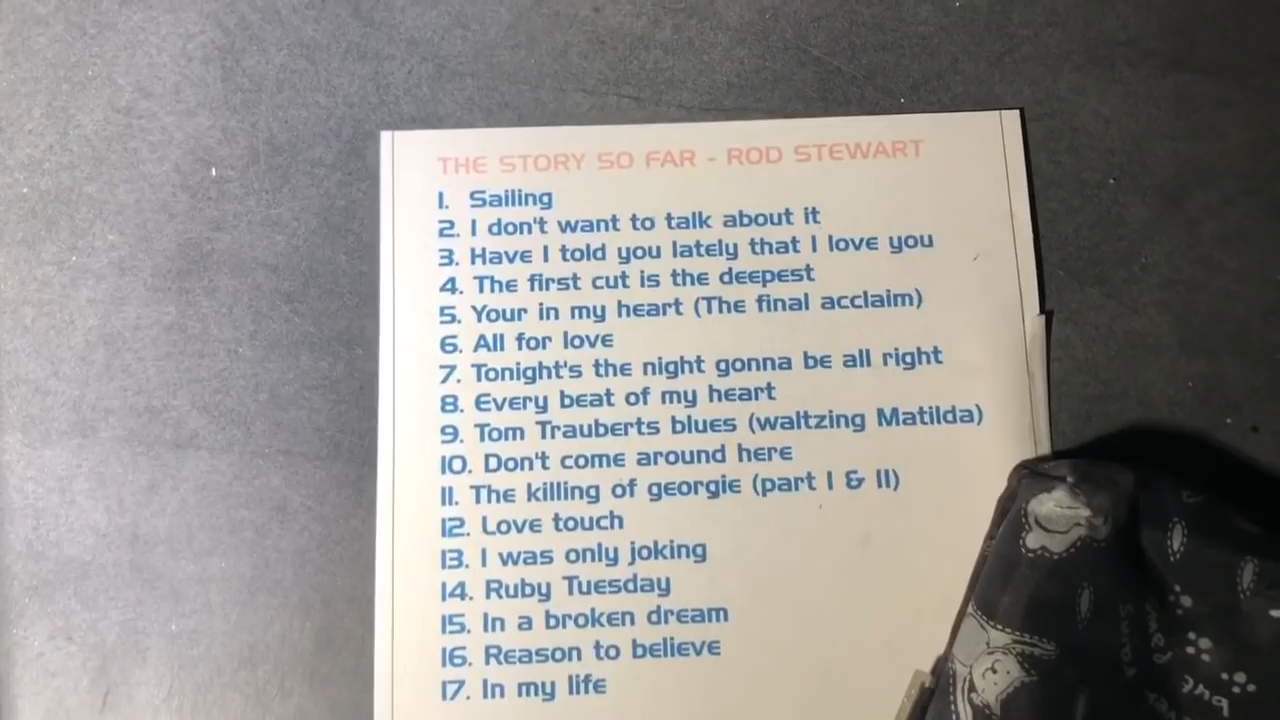 THE STORY SO FAR - ROD STEWART
1. Sailing
2. I don't want to talk about it
3. Have I told you lately that I love you
4. The first cut is the deepest
5. Your in my heart (The final acclaim)
6. All for love
7. Tonight's the night gonna be all right
8. Every beat of my heart
9. Tom Trauberts blues (waltzing Matilda)
10. Don't come around here
11. The killing of georgie (part I & II)
12. Love touch
13. I was only joking
14. Ruby Tuesday
15. In a broken dream
16. Reason to believe
17. In my life